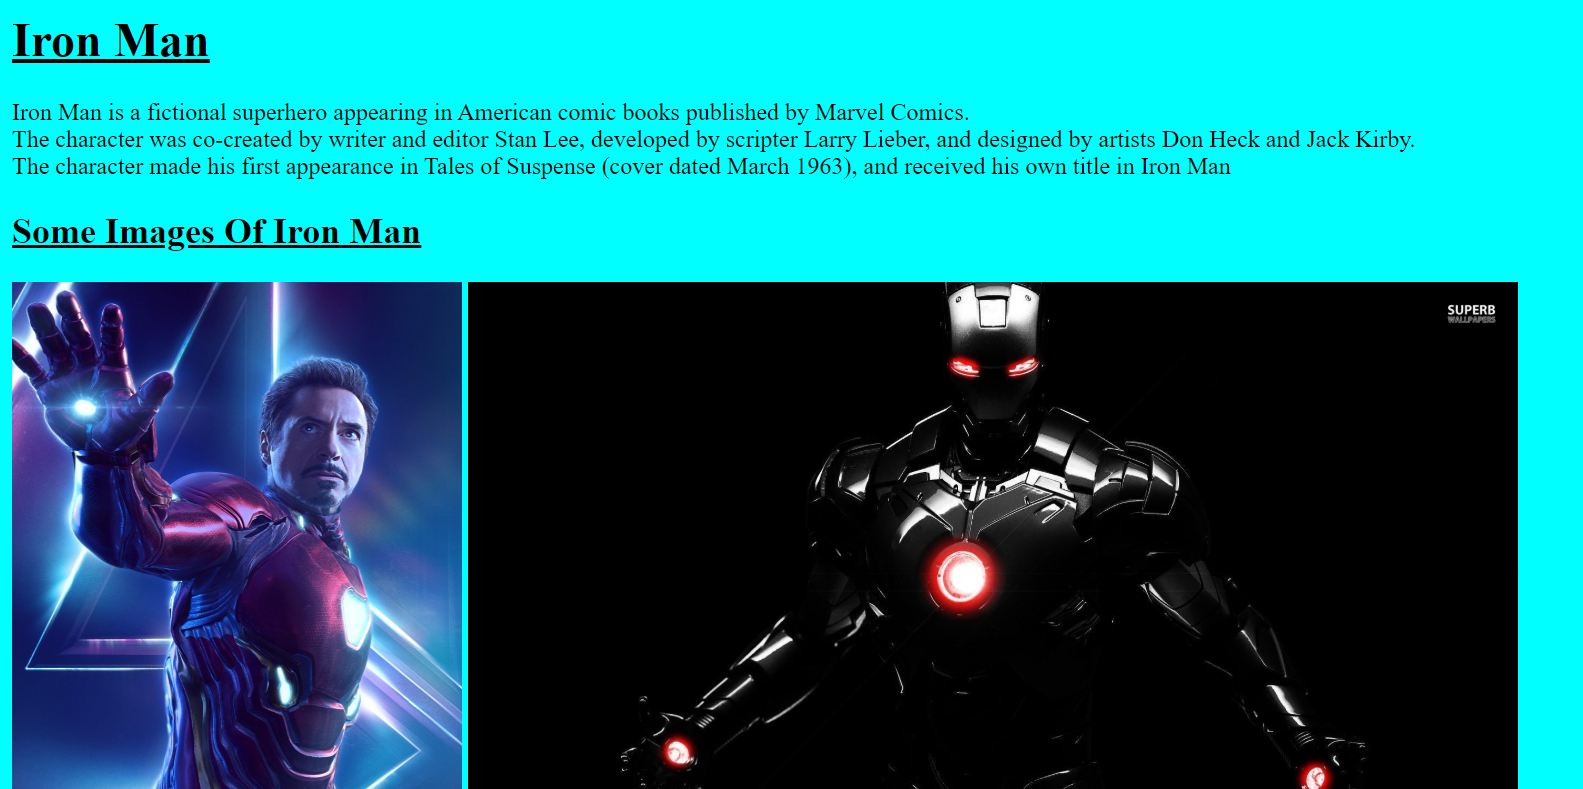 Iron Man
Iron Man is a fictional superhero appearing in American comic books published by Marvel Comics.
The character was co-created by writer and editor Stan Lee, developed by scripter Larry Lieber, and designed by artists Don Heck and Jack Kirby.
The character made his first appearance in Tales of Suspense (cover dated March 1963), and received his own title in Iron Man
Some Images Of Iron Man
SUPERB
WALLPAPERS